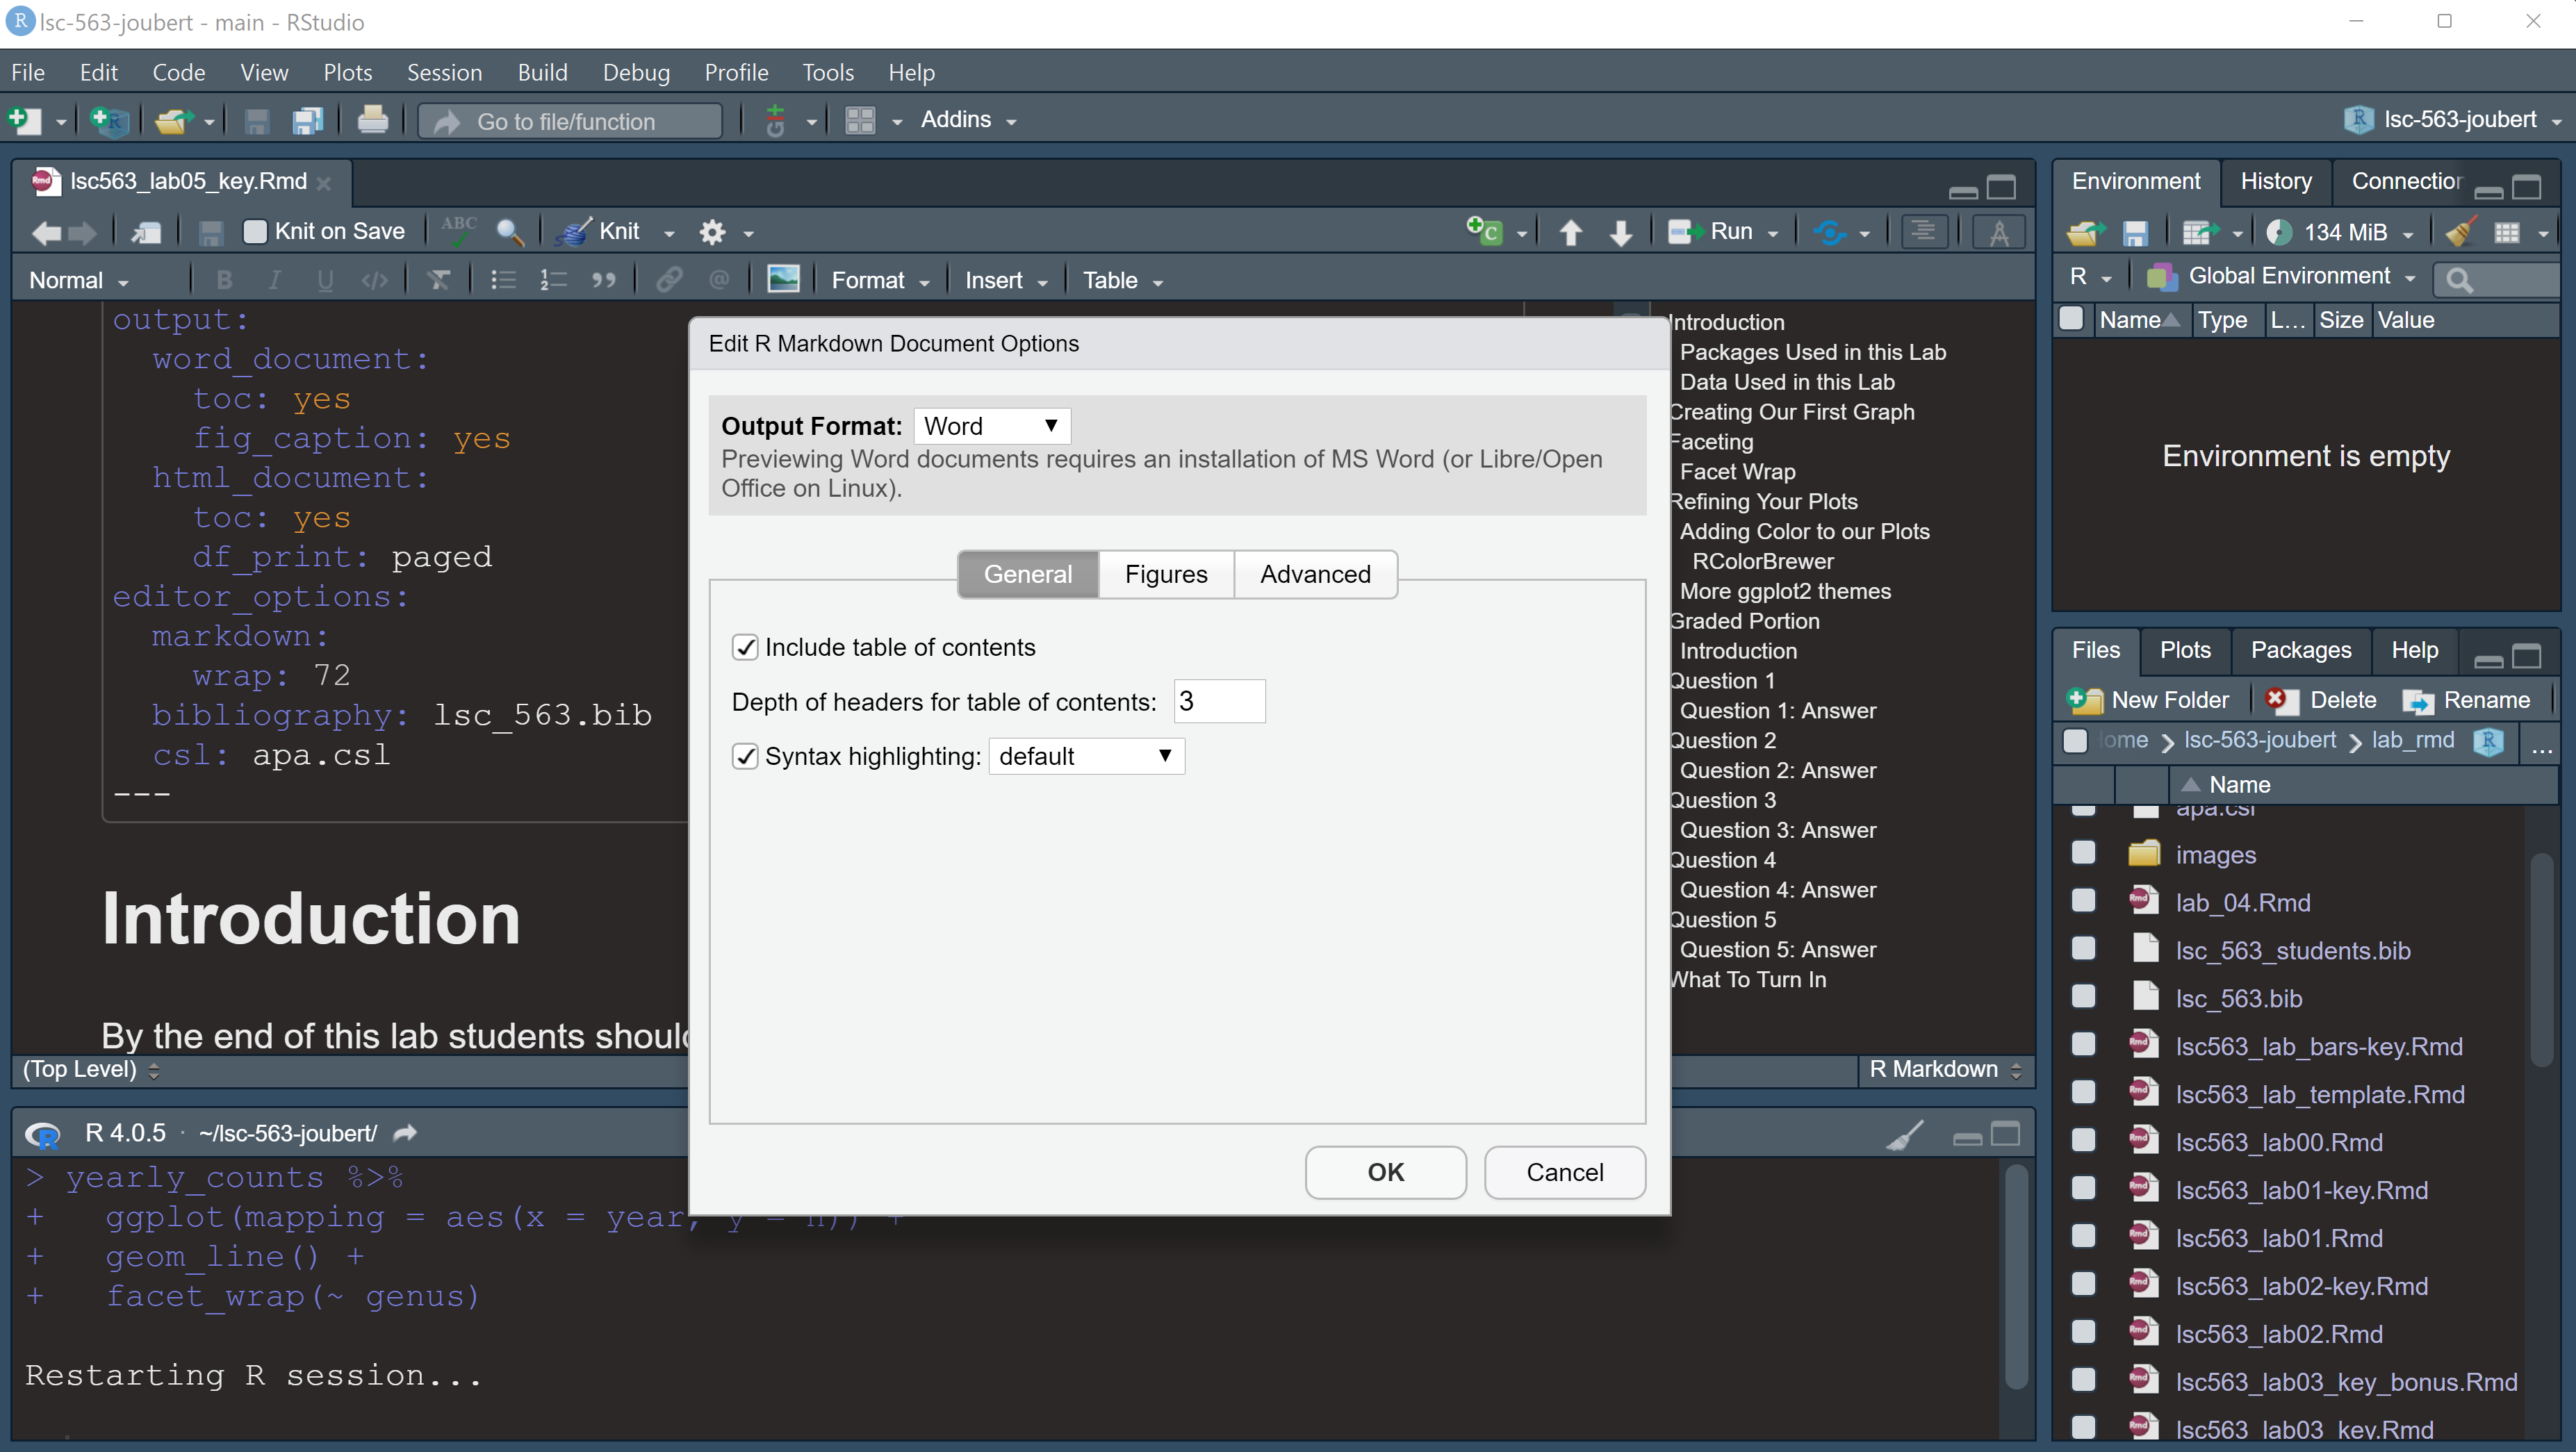 lsc-563-joubert - main - RStudio
File Edit Code View Plots Session Build Debug Profile Tools Help
Go to file/function Addins lsc-563-joubert
lsc563_lab05_key.Rmd
Knit on Save ABC Knit Run
Normal B I U </> Format Insert Table
output:
word_document:
toc: yes
fig_caption: yes
html_document:
toc: yes
df_print: paged
editor_options:
markdown:
wrap: 72
bibliography: lsc_563.bib
csl: apa.csl
---
Introduction
By the end of this lab students should
(Top Level)
R Markdown
Edit R Markdown Document Options
Output Format: Word
Previewing Word documents requires an installation of MS Word (or Libre/Open
Office on Linux).
General Figures Advanced
Include table of contents
Depth of headers for table of contents: 3
Syntax highlighting: default
OK Cancel
Introduction
Packages Used in this Lab
Data Used in this Lab
Creating Our First Graph
Faceting
Facet Wrap
Refining Your Plots
Adding Color to our Plots
RColorBrewer
More ggplot2 themes
Graded Portion
Introduction
Question 1
Question 1: Answer
Question 2
Question 2: Answer
Question 3
Question 3: Answer
Question 4
Question 4: Answer
Question 5
Question 5: Answer
What To Turn In
R 4.0.5 · ~/lsc-563-joubert/
> yearly_counts %>%
+ ggplot(mapping = aes(x = year, y = n)) +
+ geom_line() +
+ facet_wrap(~ genus)
Restarting R session...
Environment History Connection
134 MiB
R Global Environment
Name Type L... Size Value
Environment is empty
Files Plots Packages Help
New Folder Delete Rename
ome lsc-563-joubert lab_rmd ...
Name
apa.csl
images
lab_04.Rmd
lsc_563_students.bib
lsc_563.bib
lsc563_lab_bars-key.Rmd
lsc563_lab_template.Rmd
lsc563_lab00.Rmd
lsc563_lab01-key.Rmd
lsc563_lab01.Rmd
lsc563_lab02-key.Rmd
lsc563_lab02.Rmd
lsc563_lab03_key_bonus.Rmd
lsc563_lab03_key.Rmd